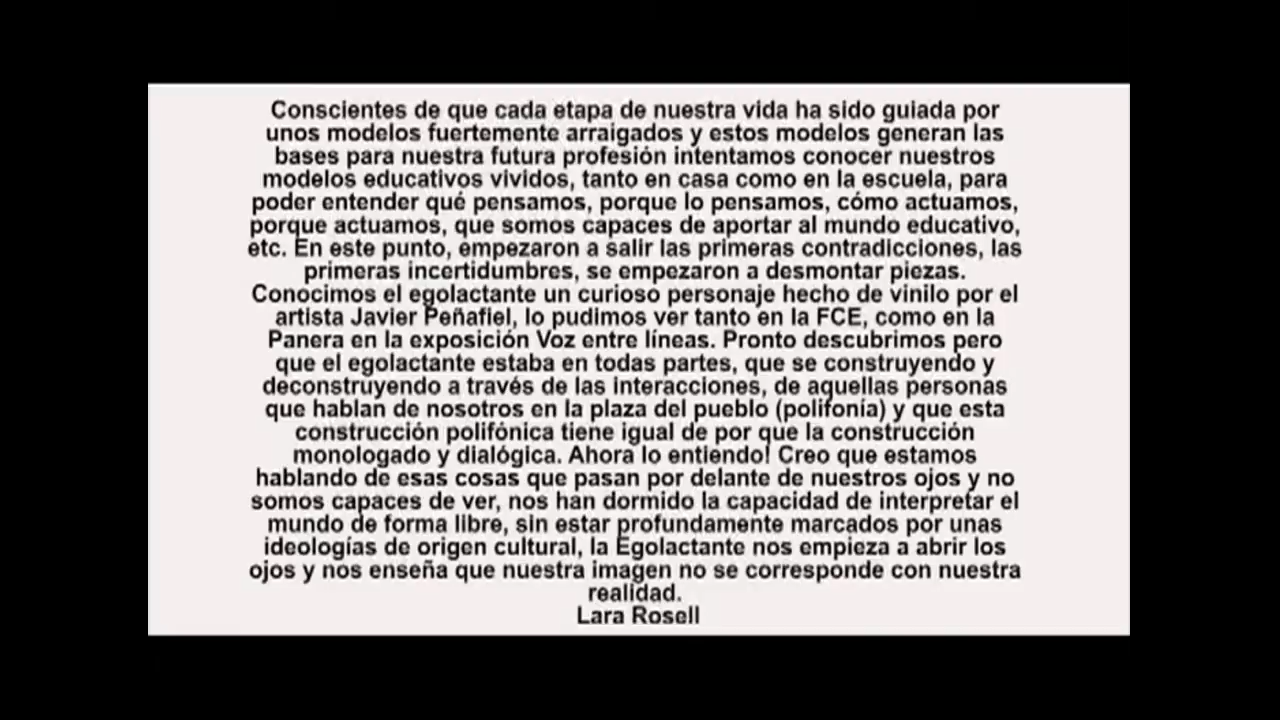 Conscientes de que cada etapa de nuestra vida ha sido guiada por
unos modelos fuertemente arraigados y estos modelos generan las
bases para nuestra futura profesión intentamos conocer nuestros
modelos educativos vividos, tanto en casa como en la escuela, para
poder entender qué pensamos, porque lo pensamos, cómo actuamos,
porque actuamos, que somos capaces de aportar al mundo educativo,
etc. En este punto, empezaron a salir las primeras contradicciones, las
primeras incertidumbres, se empezaron a desmontar piezas.
Conocimos el egolactante un curioso personaje hecho de vinilo por el
artista Javier Peñafiel, lo pudimos ver tanto en la FCE, como en la
Panera en la exposición Voz entre líneas. Pronto descubrimos pero
que el egolactante estaba en todas partes, que se construyendo y
deconstruyendo a través de las interacciones, de aquellas personas
que hablan de nosotros en la plaza del pueblo (polifonía) y que esta
construcción polifónica tiene igual de por que la construcción
monologado y dialógica. Ahora lo entiendo! Creo que estamos
hablando de esas cosas que pasan por delante de nuestros ojos y no
somos capaces de ver, nos han dormido la capacidad de interpretar el
mundo de forma libre, sin estar profundamente marcados por unas
ideologías de origen cultural, la Egolactante nos empieza a abrir los
ojos y nos enseña que nuestra imagen no se corresponde con nuestra
realidad.
Lara Rosell